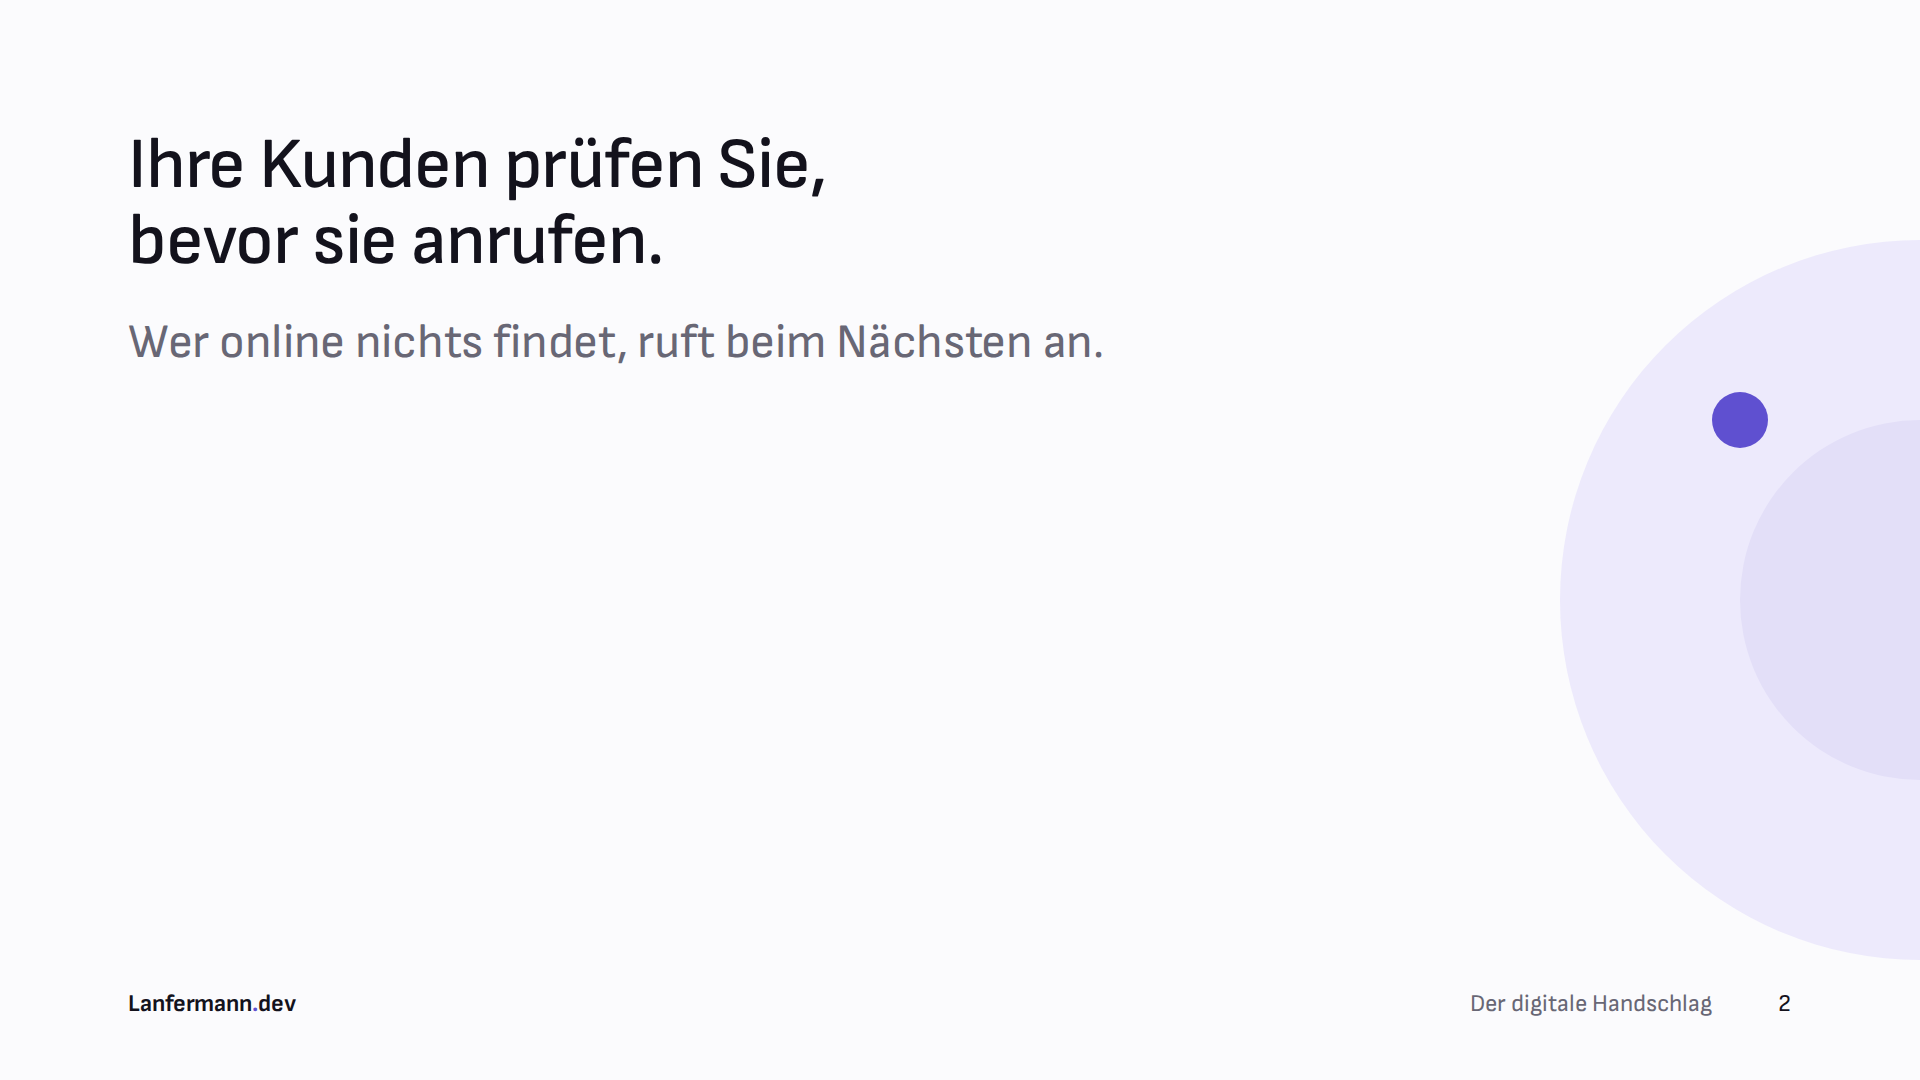 Ihre Kunden prüfen Sie,
bevor sie anrufen.
Wer online nichts findet, ruft beim Nächsten an.
Lanfermann.dev
Der digitale Handschlag
2